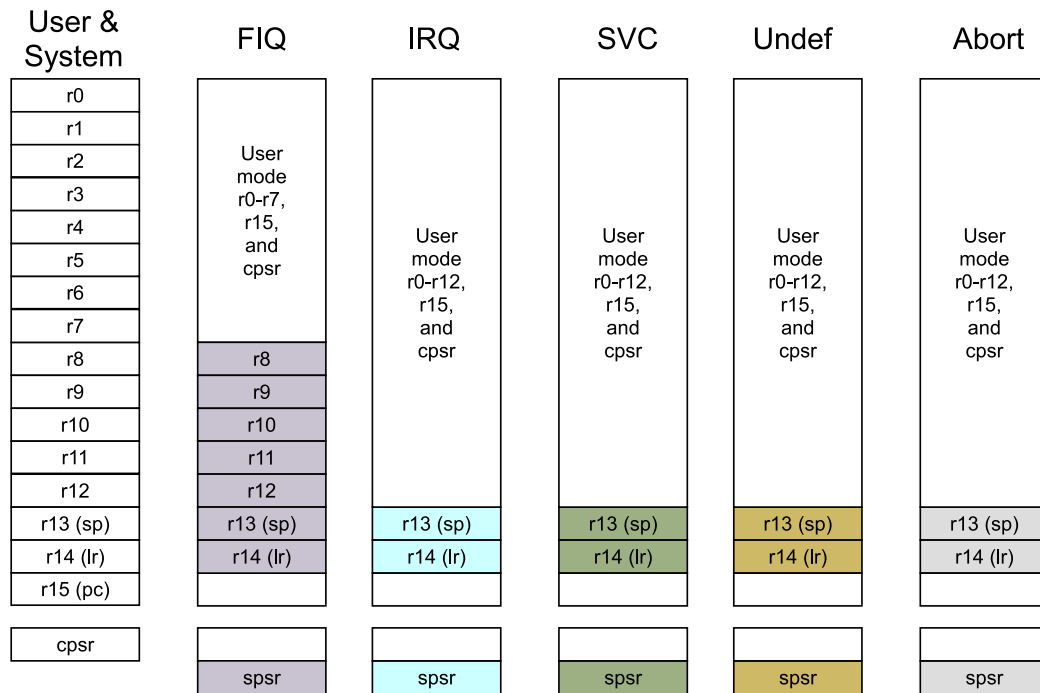 User &
System
FIQ
IRQ
SVC
Undef
Abort
r0
r1
r2
r3
r4
r5
r6
r7
r8
r9
r10
r11
r12
r13 (sp)
r14 (lr)
r15 (pc)
cpsr
User
mode
r0-r7,
r15,
and
cpsr
r8
r9
r10
r11
r12
r13 (sp)
r14 (lr)
spsr
User
mode
r0-r12,
r15,
and
cpsr
r13 (sp)
r14 (lr)
spsr
User
mode
r0-r12,
r15,
and
cpsr
r13 (sp)
r14 (lr)
spsr
User
mode
r0-r12,
r15,
and
cpsr
r13 (sp)
r14 (lr)
spsr
User
mode
r0-r12,
r15,
and
cpsr
r13 (sp)
r14 (lr)
spsr